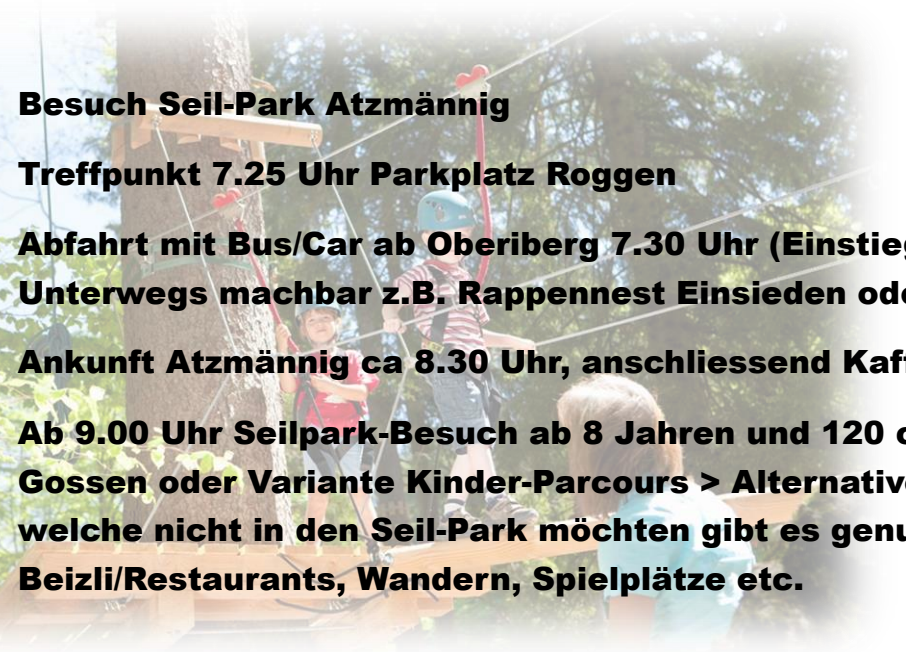 Besuch Seil-Park Atzmännig
Treffpunkt 7.25 Uhr Parkplatz Roggen
Abfahrt mit Bus/Car ab Oberiberg 7.30 Uhr (Einstieg
Unterwegs machbar z.B. Rappennest Einsieden
Ankunft Atzmännig ca 8.30 Uhr, anschliessend
Ab 9.00 Uhr Seilpark-Besuch ab 8 Jahren und 120
Gossen oder Variante Kinder-Parcours > Alternativ
welche nicht in den Seil-Park möchten gibt es
Beizli/Restaurants, Wandern, Spielplätze etc.